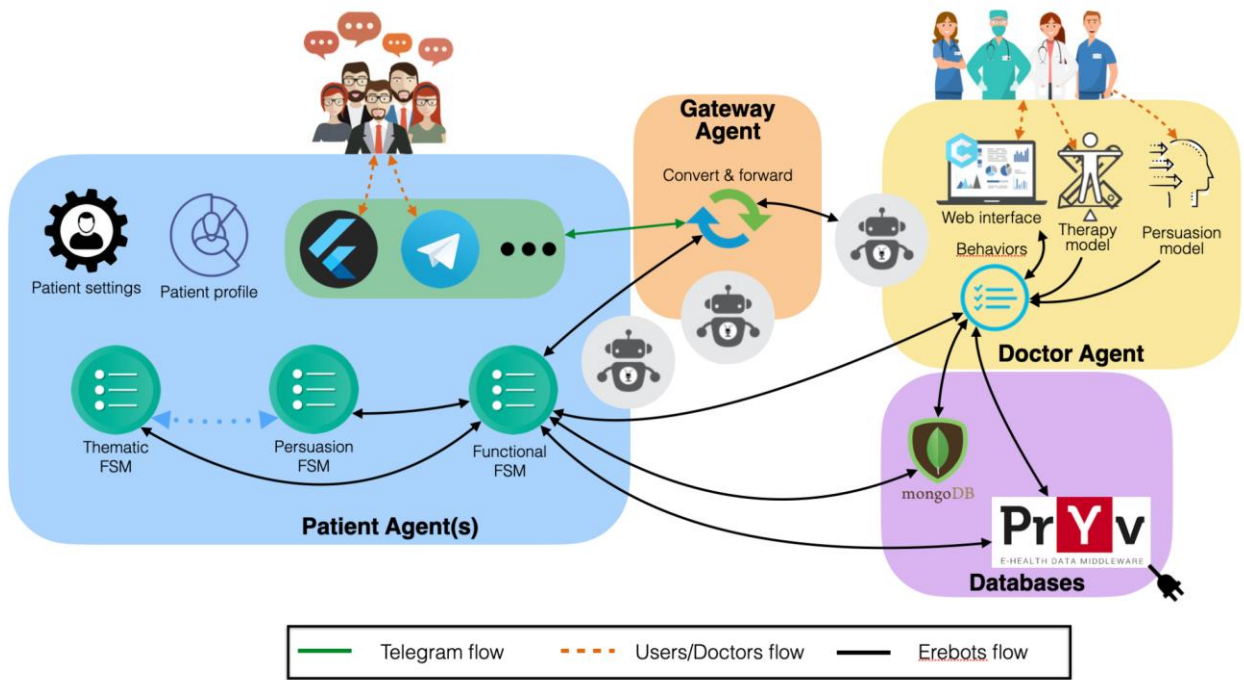 Gateway
Agent
Convert & forward
Patient settings
Patient profile
Web interface
Therapy
model
Persuasion
model
Behaviors
Doctor Agent
Thematic
FSM
Persuasion
FSM
Functional
FSM
Patient Agent(s)
mongoDB
PrYv
E-HEALTH DATA MIDDLEWARE
Databases
Telegram flow
Users/Doctors flow
Erebots flow